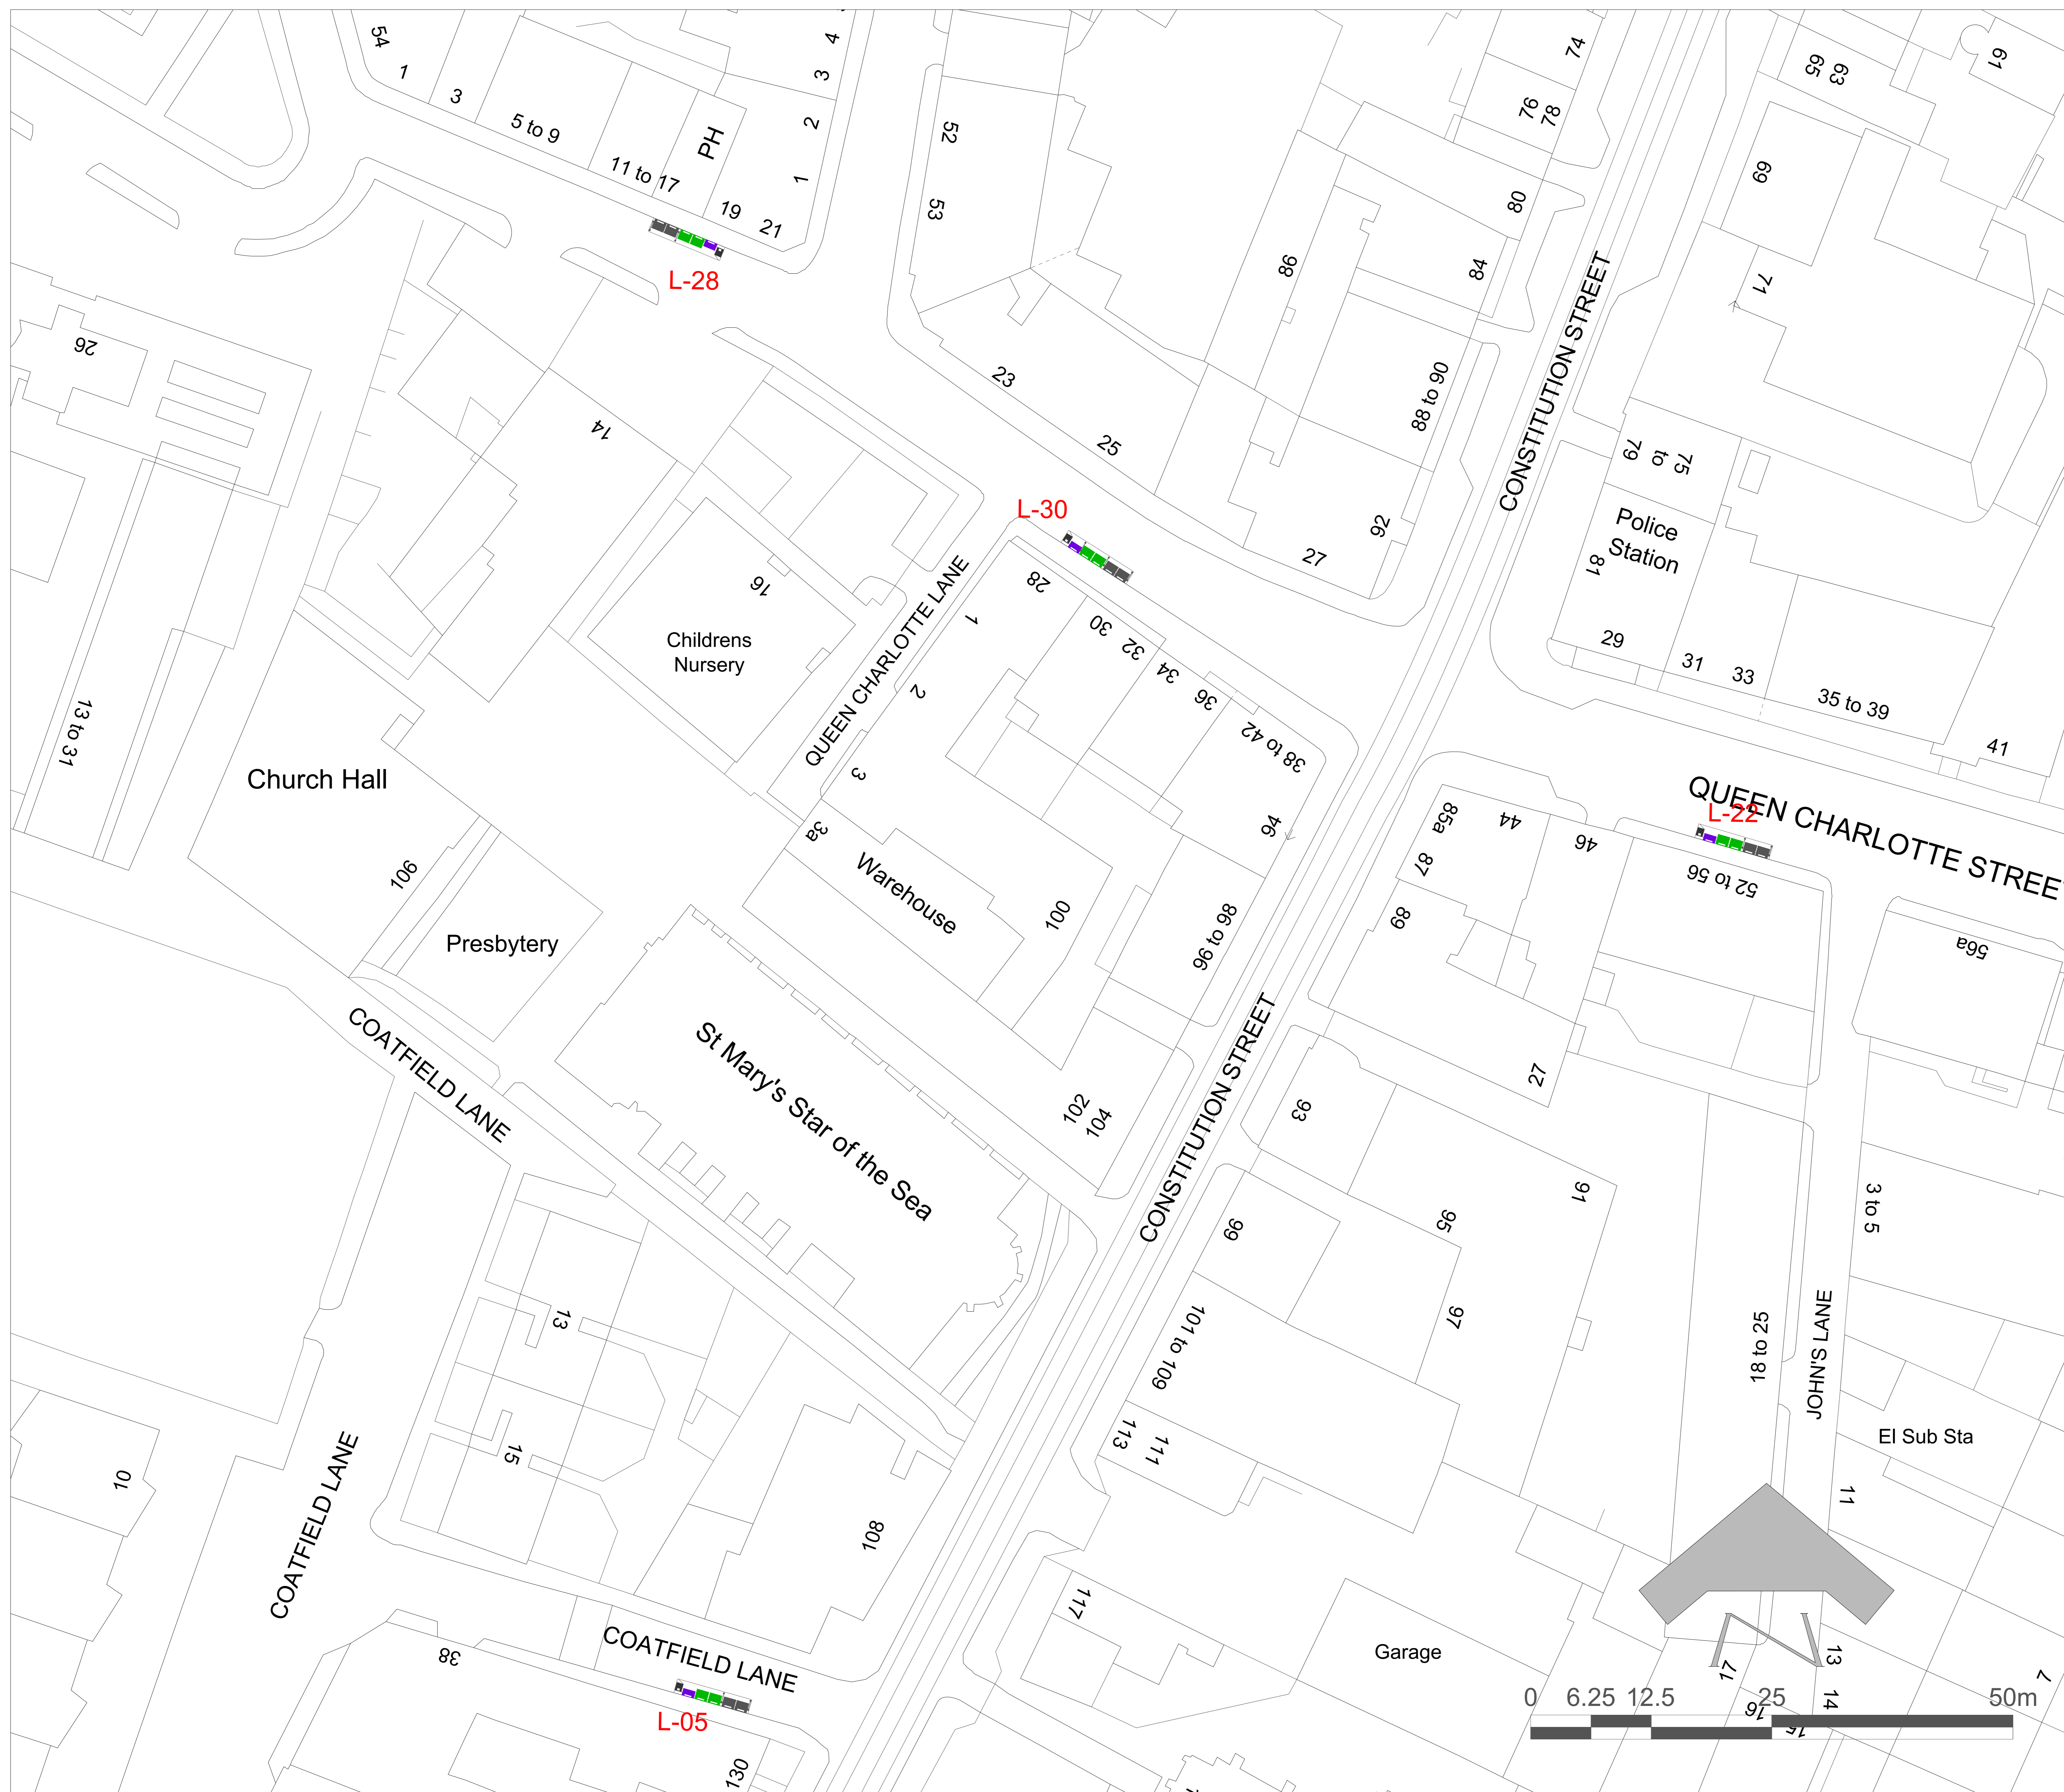 54
1
3
5 to 9
11 to 17
PH
19
21
1
2
3
4
L-28
52
53
23
25
27
92
86
88 to 90
84
80
76
78
74
CONSTITUTION STREET
65
63
61
69
71
79
to
75
Police
Station
81
29
31
33
35 to 39
41
26
14
16
Childrens
Nursery
L-30
QUEEN CHARLOTTE LANE
28
30
32
34
36
38 to 42
1
2
3
3a
94
Warehouse
100
96 to 98
102
104
13 to 31
Church Hall
106
Presbytery
COATFIELD LANE
St Mary's Star of the Sea
CONSTITUTION STREET
QUEEN CHARLOTTE STREET
L-22
85a
44
46
87
89
52 to 56
56a
27
93
91
95
97
99
101 to 109
113
111
3 to 5
18 to 25
JOHN'S LANE
El Sub Sta
11
13
15
10
COATFIELD LANE
108
117
Garage
38
COATFIELD LANE
L-05
130
N
17
13
14
16
15
7
0 6.25 12.5 25 50m